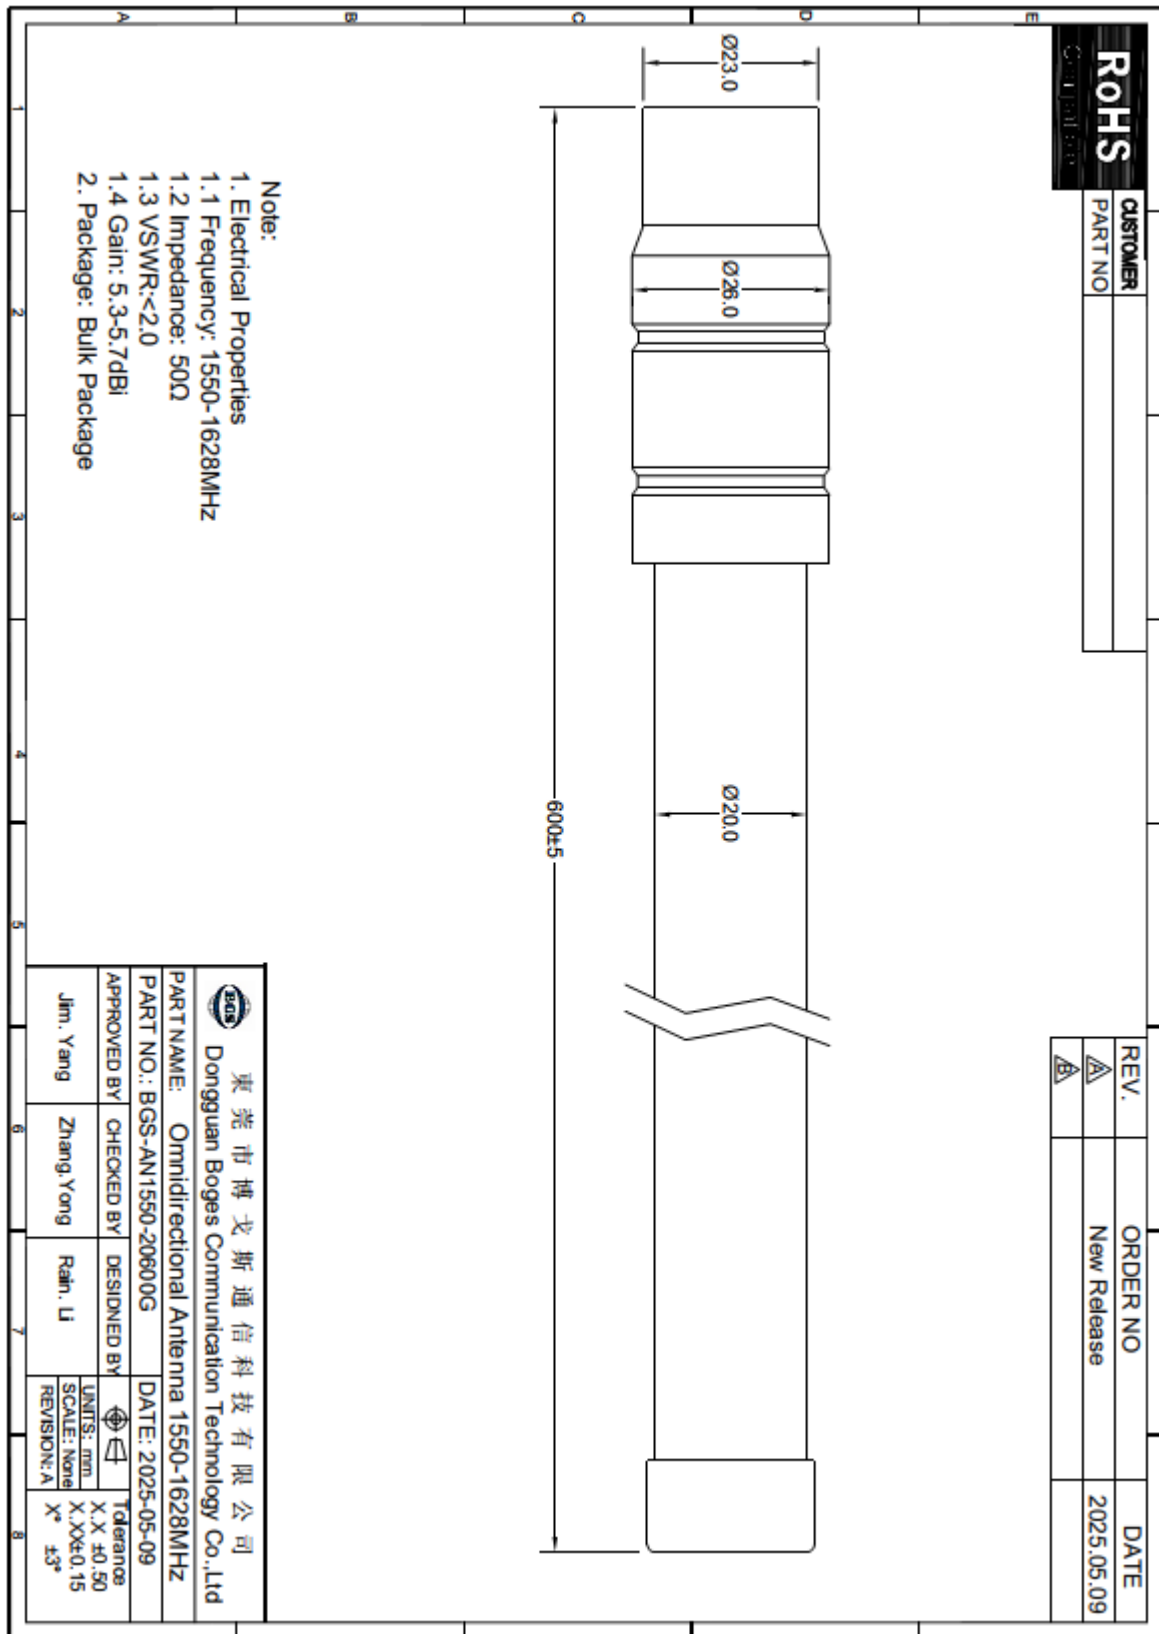 RoHS
CUSTOMER
PART NO
REV.
ORDER NO
DATE
A
New Release
2025.05.09
B
Ø23.0
Ø26.0
Ø20.0
600±5
Note:
1. Electrical Properties
1.1 Frequency: 1550-1628MHz
1.2 Impedance: 50Ω
1.3 VSWR:<2.0
1.4 Gain: 5.3-5.7dBi
2. Package: Bulk Package
BGS
東莞市博戈斯通信科技有限公司
Dongguan Boges Communication Technology Co.,Ltd
PART NAME: Omnidirectional Antenna 1550-1628MHz
PART NO.: BGS-AN1550-20600G
DATE: 2025-05-09
APPROVED BY
CHECKED BY
DESIDNED BY
Jim. Yang
Zhang.Yong
Rain. Li
UNITS: mm
SCALE: None
REVISION: A
Tolerance
X.X ±0.50
X.XX±0.15
X° ±3°
A
B
C
D
E
1
2
3
4
5
6
7
8